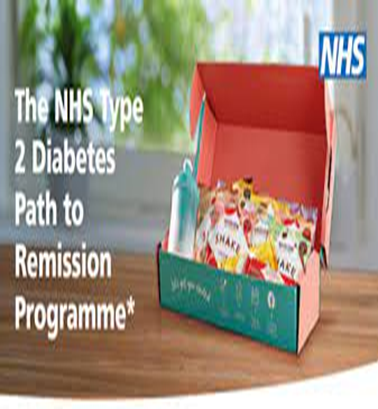 NHS
The NHS Type
2 Diabetes
Path to
Remission
Programme*
SHAKE
SHAKE